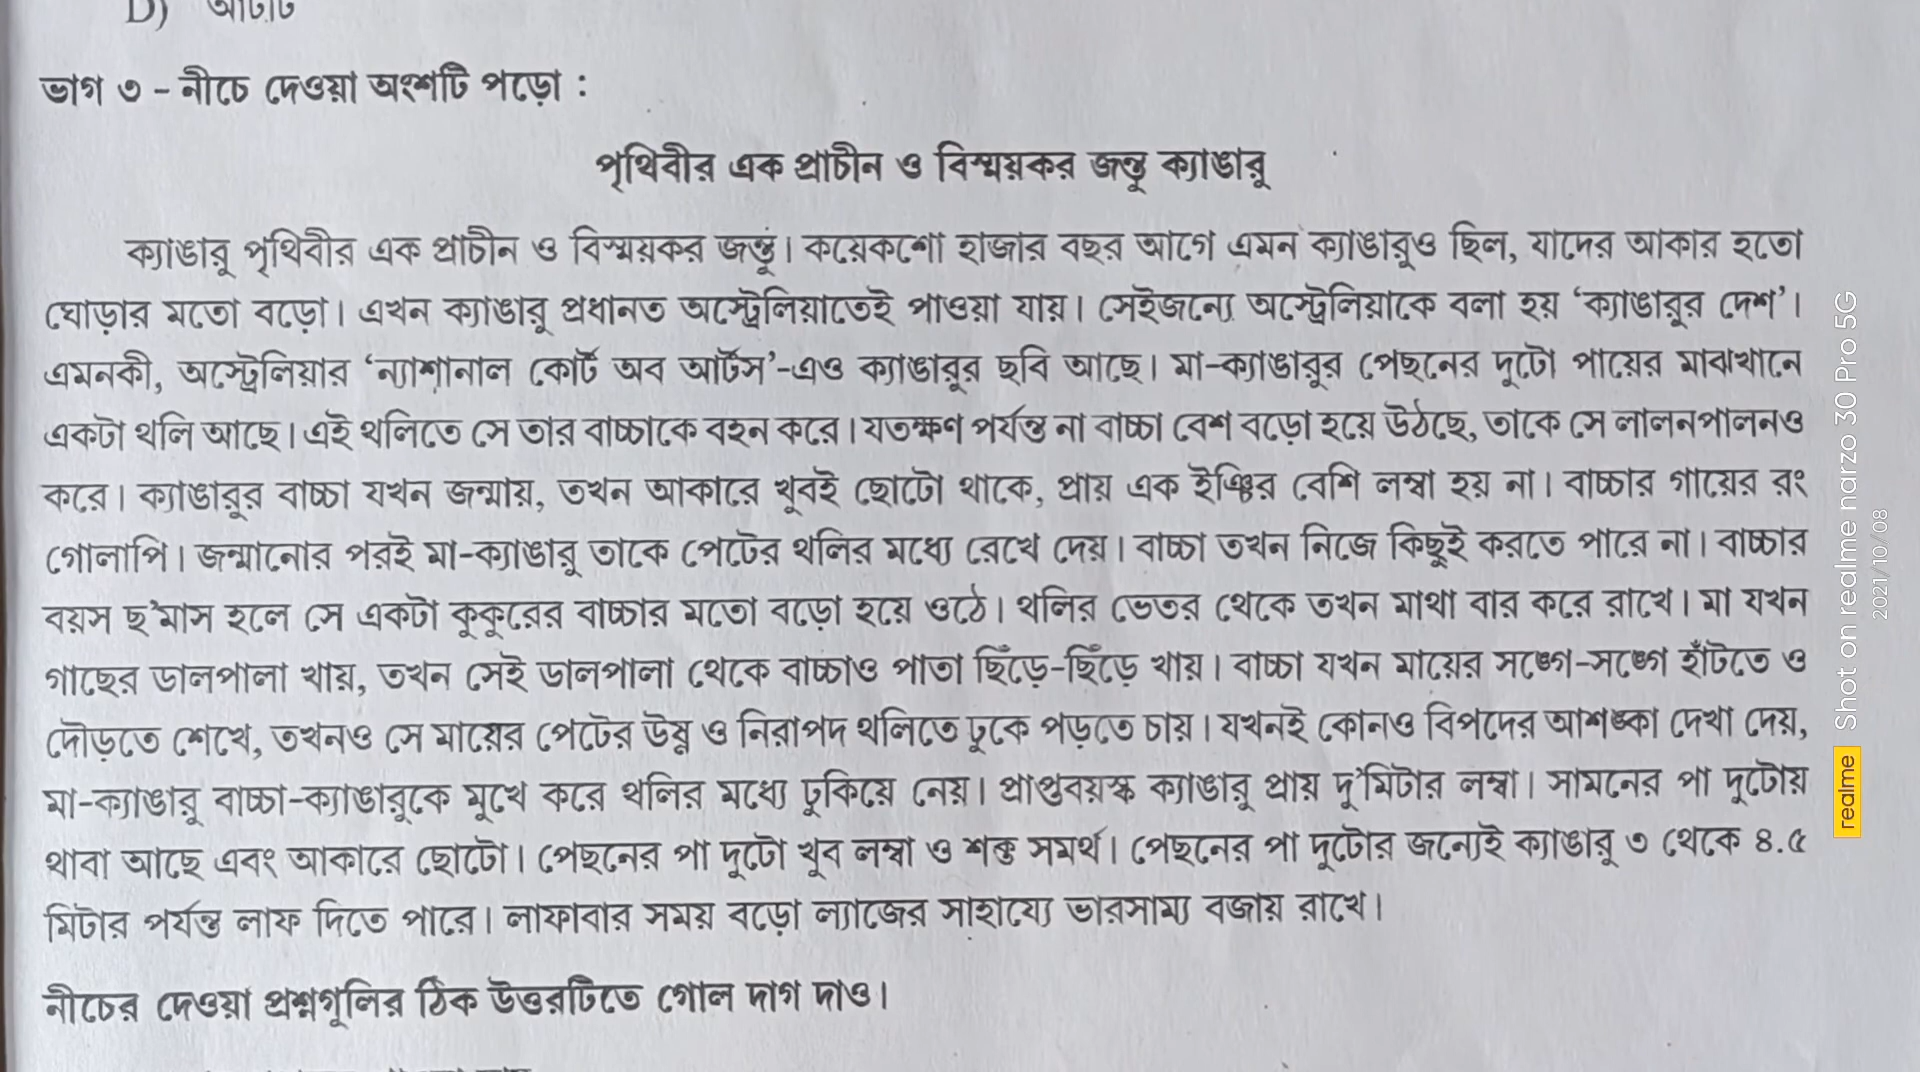 D)
ভাগ ৩ - নীচে দেওয়া অংশটি পড়ো :
পৃথিবীর এক প্রাচীন ও বিস্ময়কর জন্তু ক্যাঙারু
ক্যাঙারু পৃথিবীর এক প্রাচীন ও বিস্ময়কর জন্তু। কয়েকশো হাজার বছর আগে এমন ক্যাঙারুও ছিল, যাদের আকার হতো
ঘোড়ার মতো বড়ো। এখন ক্যাঙারু প্রধানত অস্ট্রেলিয়াতেই পাওয়া যায়। সেইজন্যে অস্ট্রেলিয়াকে বলা হয় ‘ক্যাঙারুর দেশ’।
এমনকী, অস্ট্রেলিয়ার ‘ন্যাশানাল কোর্ট অব আর্টস’-এও ক্যাঙারুর ছবি আছে। মা-ক্যাঙারুর পেছনের দুটো পায়ের মাঝখানে
একটা থলি আছে। এই থলিতে সে তার বাচ্চাকে বহন করে। যতক্ষণ পর্যন্ত না বাচ্চা বেশ বড়ো হয়ে উঠছে, তাকে সে লালনপালনও
করে। ক্যাঙারুর বাচ্চা যখন জন্মায়, তখন আকারে খুবই ছোটো থাকে, প্রায় এক ইঞ্চির বেশি লম্বা হয় না। বাচ্চার গায়ের রং
গোলাপি। জন্মানোর পরই মা-ক্যাঙারু তাকে পেটের থলির মধ্যে রেখে দেয়। বাচ্চা তখন নিজে কিছুই করতে পারে না। বাচ্চার
বয়স ছ’মাস হলে সে একটা কুকুরের বাচ্চার মতো বড়ো হয়ে ওঠে। থলির ভেতর থেকে তখন মাথা বার করে রাখে। মা যখন
গাছের ডালপালা খায়, তখন সেই ডালপালা থেকে বাচ্চাও পাতা ছিঁড়ে-ছিঁড়ে খায়। বাচ্চা যখন মায়ের সঙ্গে-সঙ্গে হাঁটতে ও
দৌড়তে শেখে, তখনও সে মায়ের পেটের উষ্ণ ও নিরাপদ থলিতে ঢুকে পড়তে চায়। যখনই কোনও বিপদের আশঙ্কা দেখা দেয়,
মা-ক্যাঙারু বাচ্চা-ক্যাঙারুকে মুখে করে থলির মধ্যে ঢুকিয়ে নেয়। প্রাপ্তবয়স্ক ক্যাঙারু প্রায় দু’মিটার লম্বা। সামনের পা দুটোয়
থাবা আছে এবং আকারে ছোটো। পেছনের পা দুটো খুব লম্বা ও শক্ত সমর্থ। পেছনের পা দুটোর জন্যেই ক্যাঙারু ৩ থেকে ৪.৫
মিটার পর্যন্ত লাফ দিতে পারে। লাফাবার সময় বড়ো ল্যাজের সাহায্যে ভারসাম্য বজায় রাখে।
নীচের দেওয়া প্রশ্নগুলির ঠিক উত্তরটিতে গোল দাগ দাও।
realme Shot on realme narzo 30 Pro 5G
2021/10/08